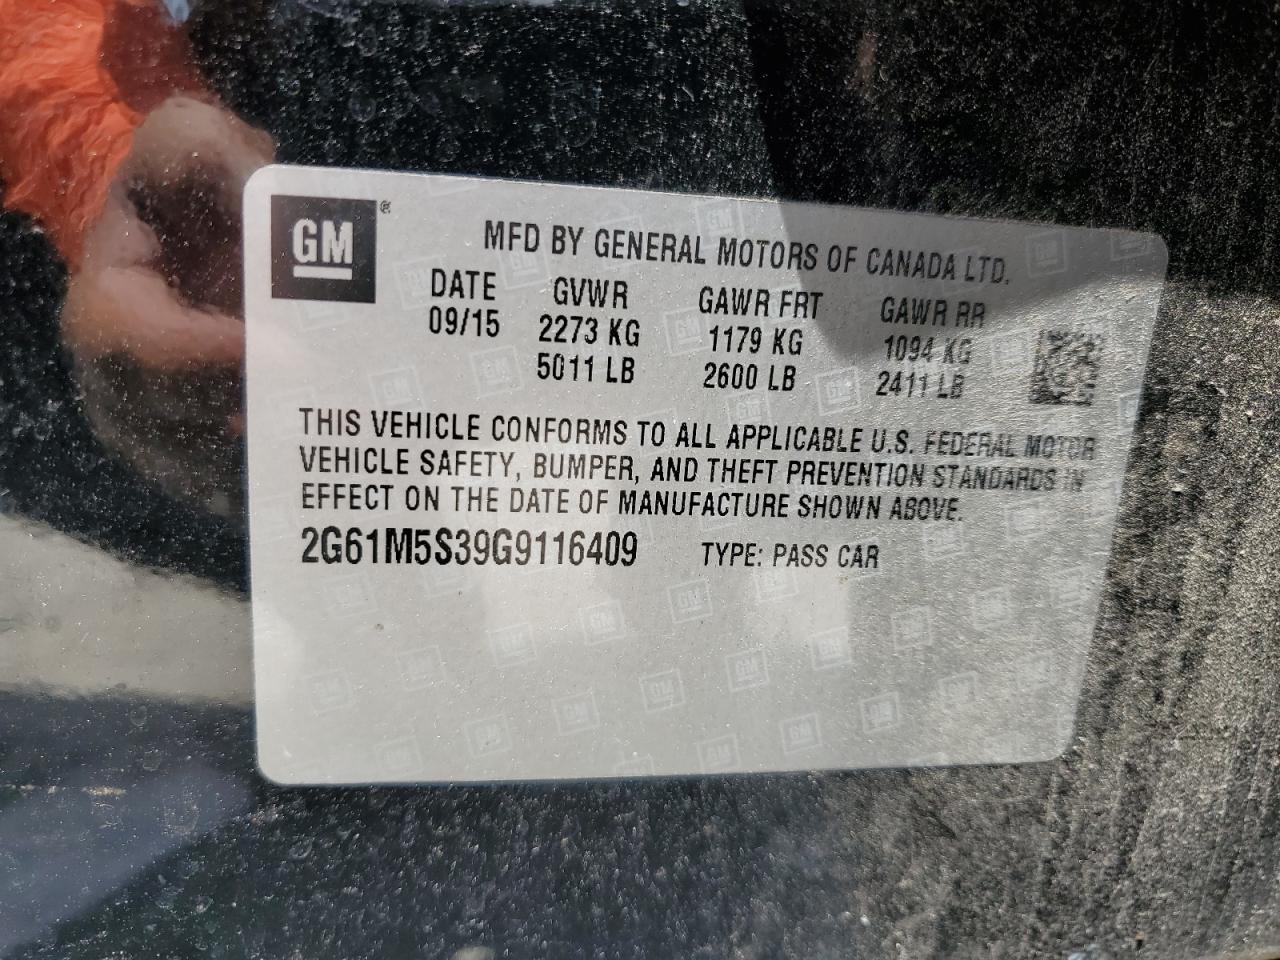 GM®
MFD BY GENERAL MOTORS OF CANADA LTD.
DATE GVWR GAWR FRT GAWR RR
09/15 2273 KG 1179 KG 1094 KG
5011 LB 2600 LB 2411 LB
THIS VEHICLE CONFORMS TO ALL APPLICABLE U.S. FEDERAL MOTOR
VEHICLE SAFETY, BUMPER, AND THEFT PREVENTION STANDARDS IN
EFFECT ON THE DATE OF MANUFACTURE SHOWN ABOVE.
2G61M5S39G9116409 TYPE: PASS CAR